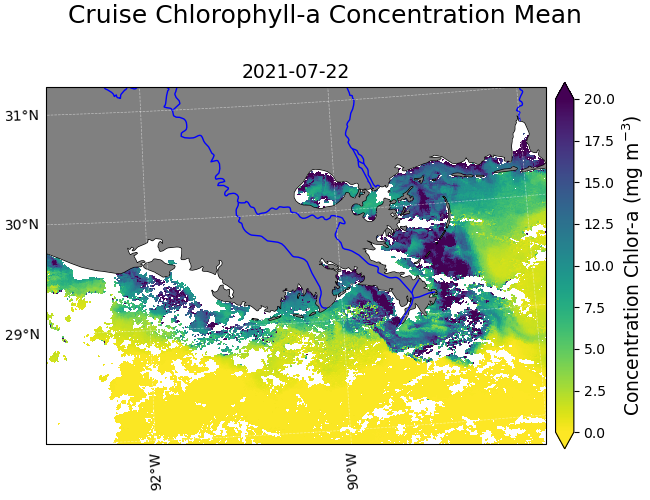 Cruise Chlorophyll-a Concentration Mean
2021-07-22
31°N
30°N
29°N
92°W
90°W
20.0
17.5
15.0
12.5
10.0
7.5
5.0
2.5
0.0
Concentration Chlor-a (mg m⁻³)